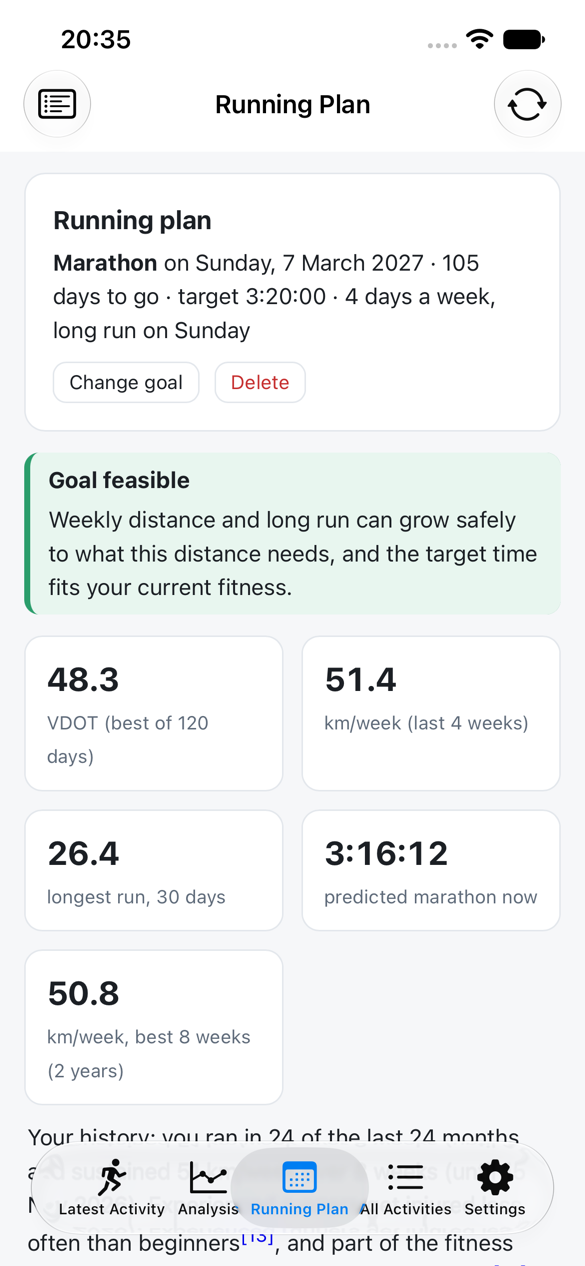 20:35
Running Plan
Running plan
Marathon on Sunday, 7 March 2027 · 105
days to go · target 3:20:00 · 4 days a week,
long run on Sunday
Change goal
Delete
Goal feasible
Weekly distance and long run can grow safely
to what this distance needs, and the target time
fits your current fitness.
48.3
VDOT (best of 120
days)
51.4
km/week (last 4 weeks)
26.4
longest run, 30 days
3:16:12
predicted marathon now
50.8
km/week, best 8 weeks
(2 years)
Your history: you ran in 24 of the last 24 months
Latest Activity
Analysis
Running Plan
All Activities
Settings
often than beginners[13], and part of the fitness